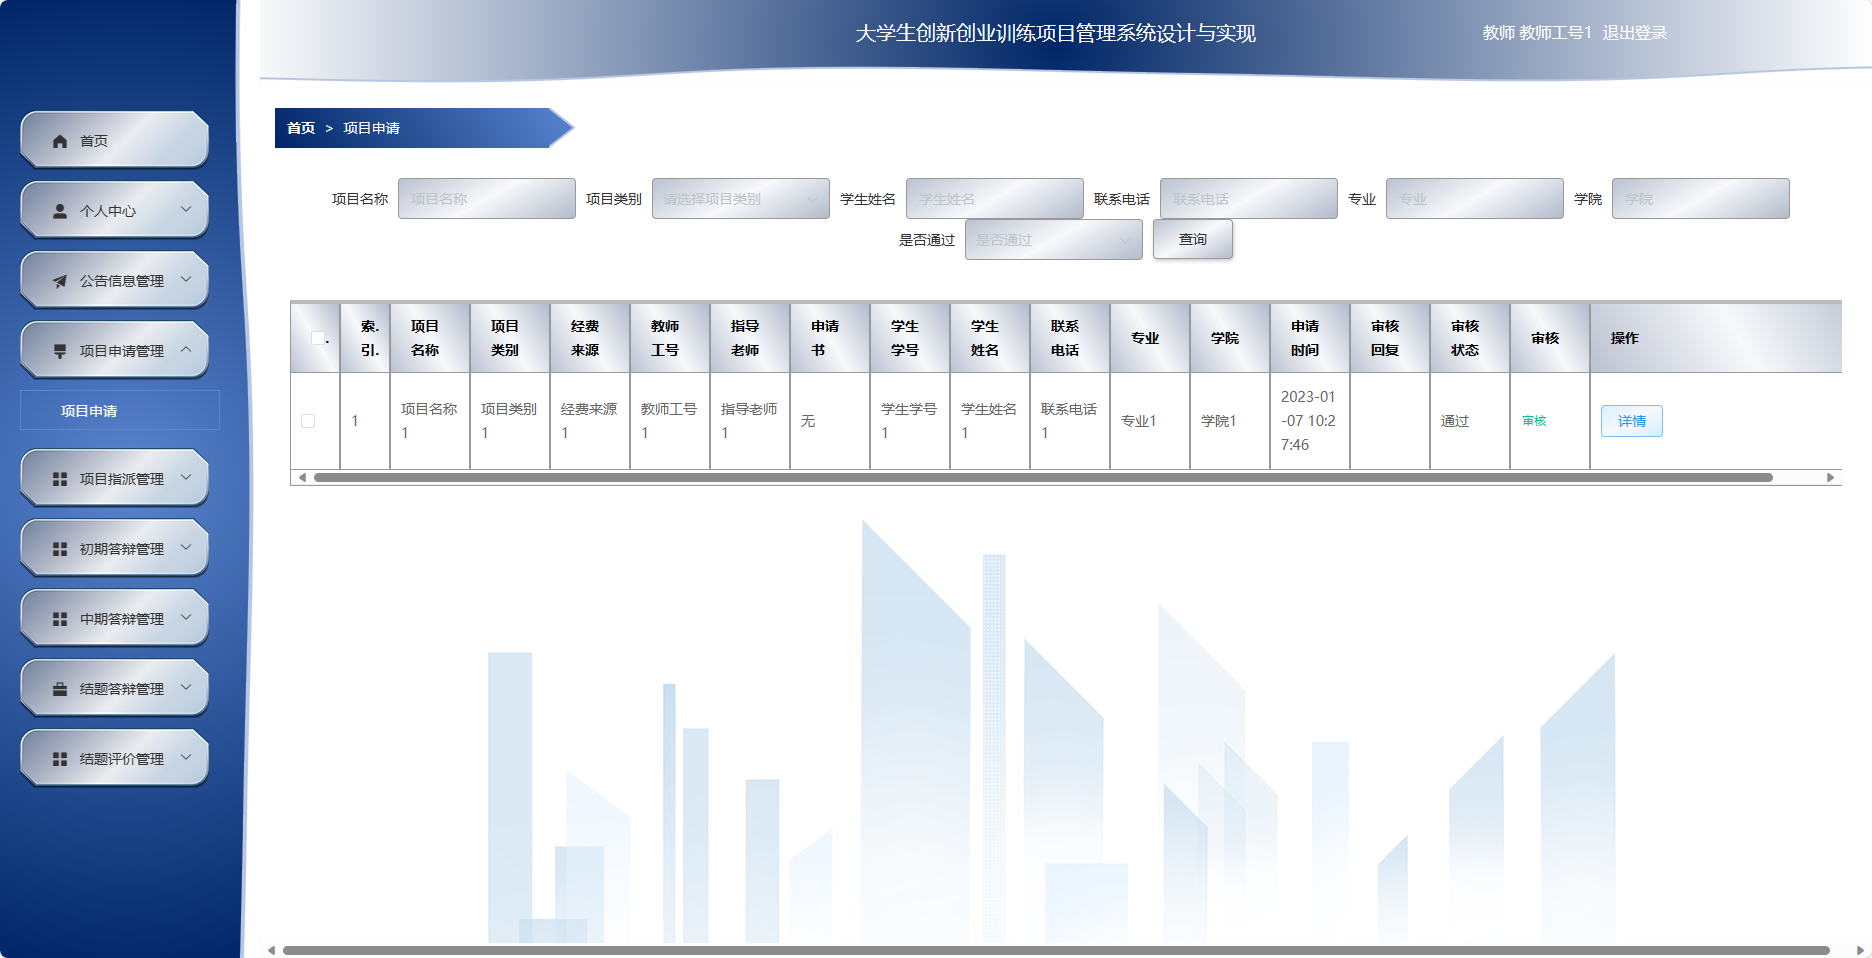 大学生创新创业训练项目管理系统设计与实现
教师 教师工号1 退出登录
首页
个人中心
公告信息管理
项目申请管理
项目申请
项目指派管理
初期答辩管理
中期答辩管理
结题答辩管理
结题评价管理
首页 > 项目申请
项目名称 项目名称 项目类别 请选择项目类别 学生姓名 学生姓名 联系电话 联系电话 专业 专业 学院 学院
是否通过 是否通过 查询
. 索.引. 项目名称 项目类别 经费来源 教师工号 指导老师 申请书 学生学号 学生姓名 联系电话 专业 学院 申请时间 审核回复 审核状态 审核 操作
1 项目名称1 项目类别1 经费来源1 教师工号1 指导老师1 无 学生学号1 学生姓名1 联系电话1 专业1 学院1 2023-01-07 10:27:46 通过 审核 详情